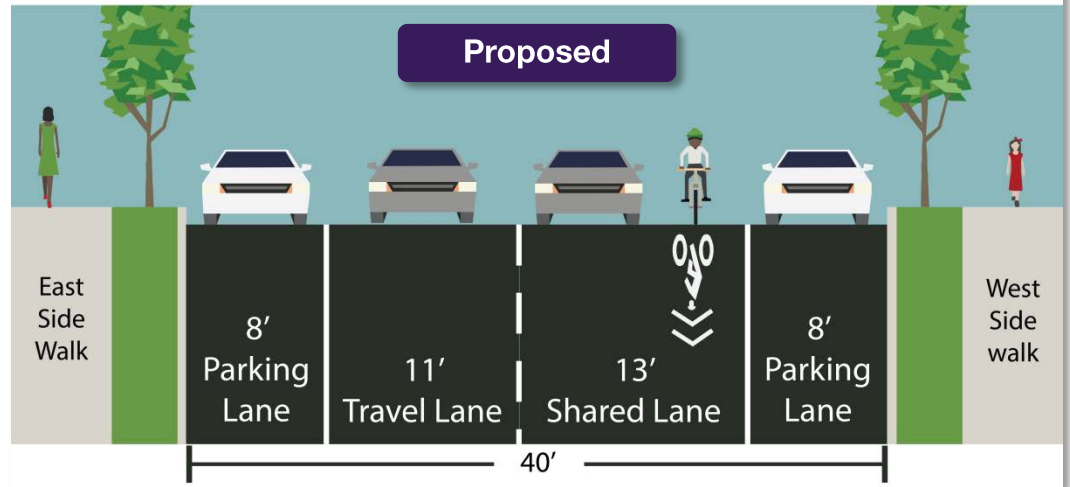 Proposed
East
Side
Walk
8’
Parking
Lane
11’
Travel Lane
13’
Shared Lane
8’
Parking
Lane
West
Side
walk
40’